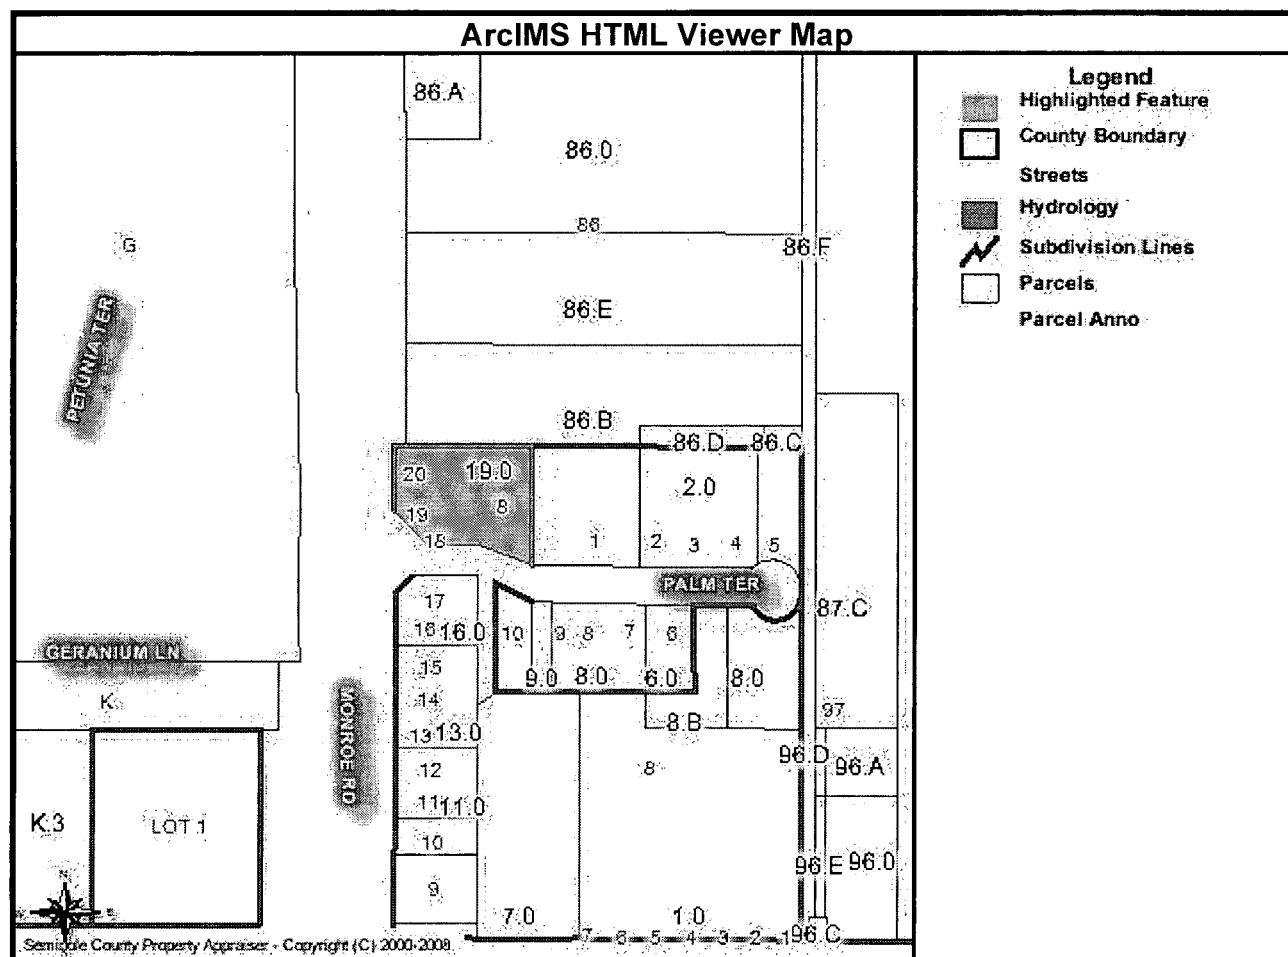 ArcIMS HTML Viewer Map
Legend
Highlighted Feature
County Boundary
Streets
Hydrology
Subdivision Lines
Parcels
Parcel Anno
86.A
86.0
86
G
86.F
PETUNIA TER
86.E
86.B
86.D 86.C
20 19.0
2.0
8
19
18 1 2 3 4 5
PALM TER
17
87.C
16 16.0 10 9 8 7 6
GERANIUM LN
15
9.0 8.0 6.0 8.0
K
14
97
8.B
13 13.0
MONROE RD
96.D
12 8 96.A
11 11.0
K.3 LOT 1
10
96.E 96.0
9
N
7.0 1.0
7 6 5 4 3 2 1 96.C
Seminole County Property Appraiser - Copyright (C) 2000-2008